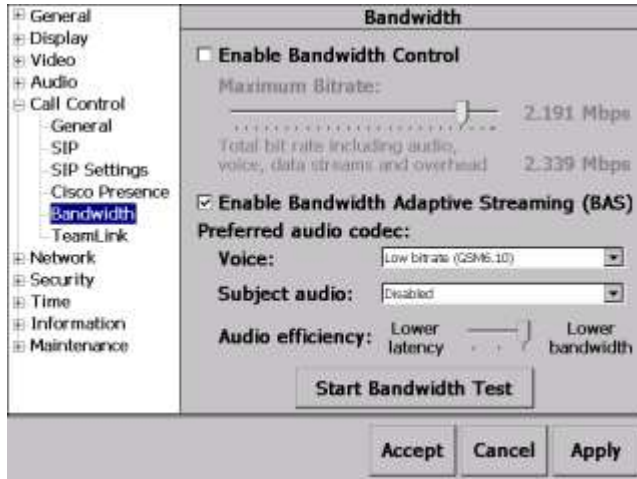 General
Display
Video
Audio
Call Control
General
SIP
SIP Settings
Cisco Presence
Bandwidth
TeamLink
Network
Security
Time
Information
Maintenance
Bandwidth
Enable Bandwidth Control
Maximum Bitrate:
2.191 Mbps
Total bit rate including audio,
voice, data streams and overhead 2.339 Mbps
Enable Bandwidth Adaptive Streaming (BAS)
Preferred audio codec:
Voice: Low bitrate (GSM6.10)
Subject audio: Disabled
Audio efficiency: Lower latency Lower bandwidth
Start Bandwidth Test
Accept Cancel Apply